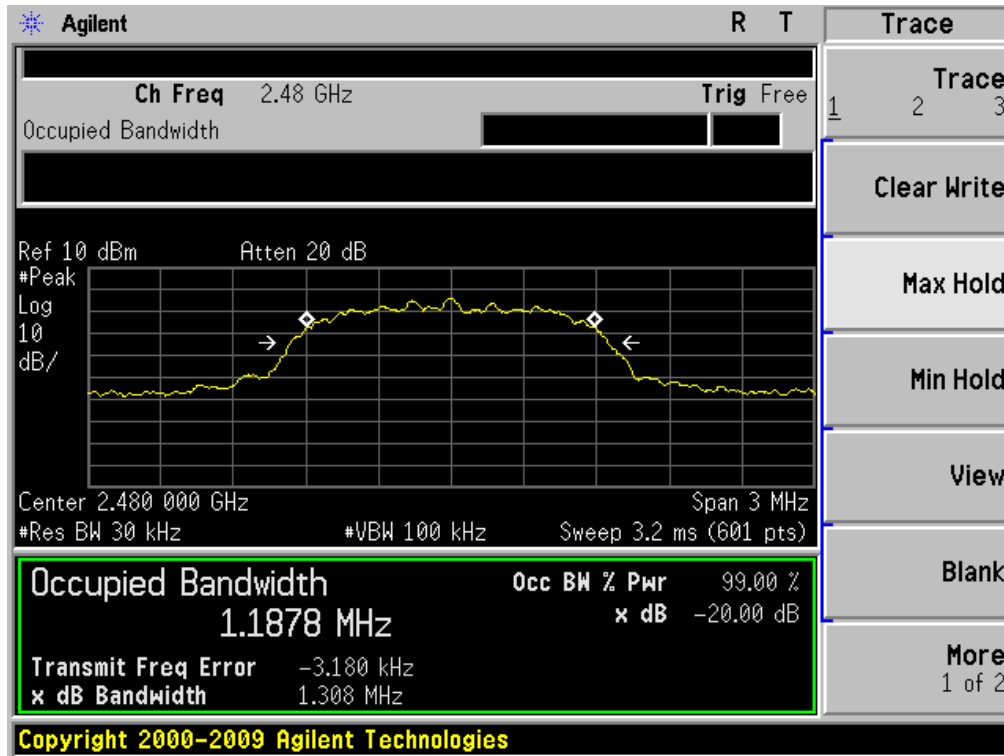 Agilent R T Trace
Ch Freq 2.48 GHz Trig Free
Occupied Bandwidth
Trace
1 2 3
Clear Write
Max Hold
Min Hold
View
Blank
More
1 of 2
Ref 10 dBm Atten 20 dB
#Peak
Log
10
dB/
Center 2.480 000 GHz Span 3 MHz
#Res BW 30 kHz #VBW 100 kHz Sweep 3.2 ms (601 pts)
Occupied Bandwidth Occ BW % Pwr 99.00 %
1.1878 MHz x dB -20.00 dB
Transmit Freq Error -3.180 kHz
x dB Bandwidth 1.308 MHz
Copyright 2000-2009 Agilent Technologies